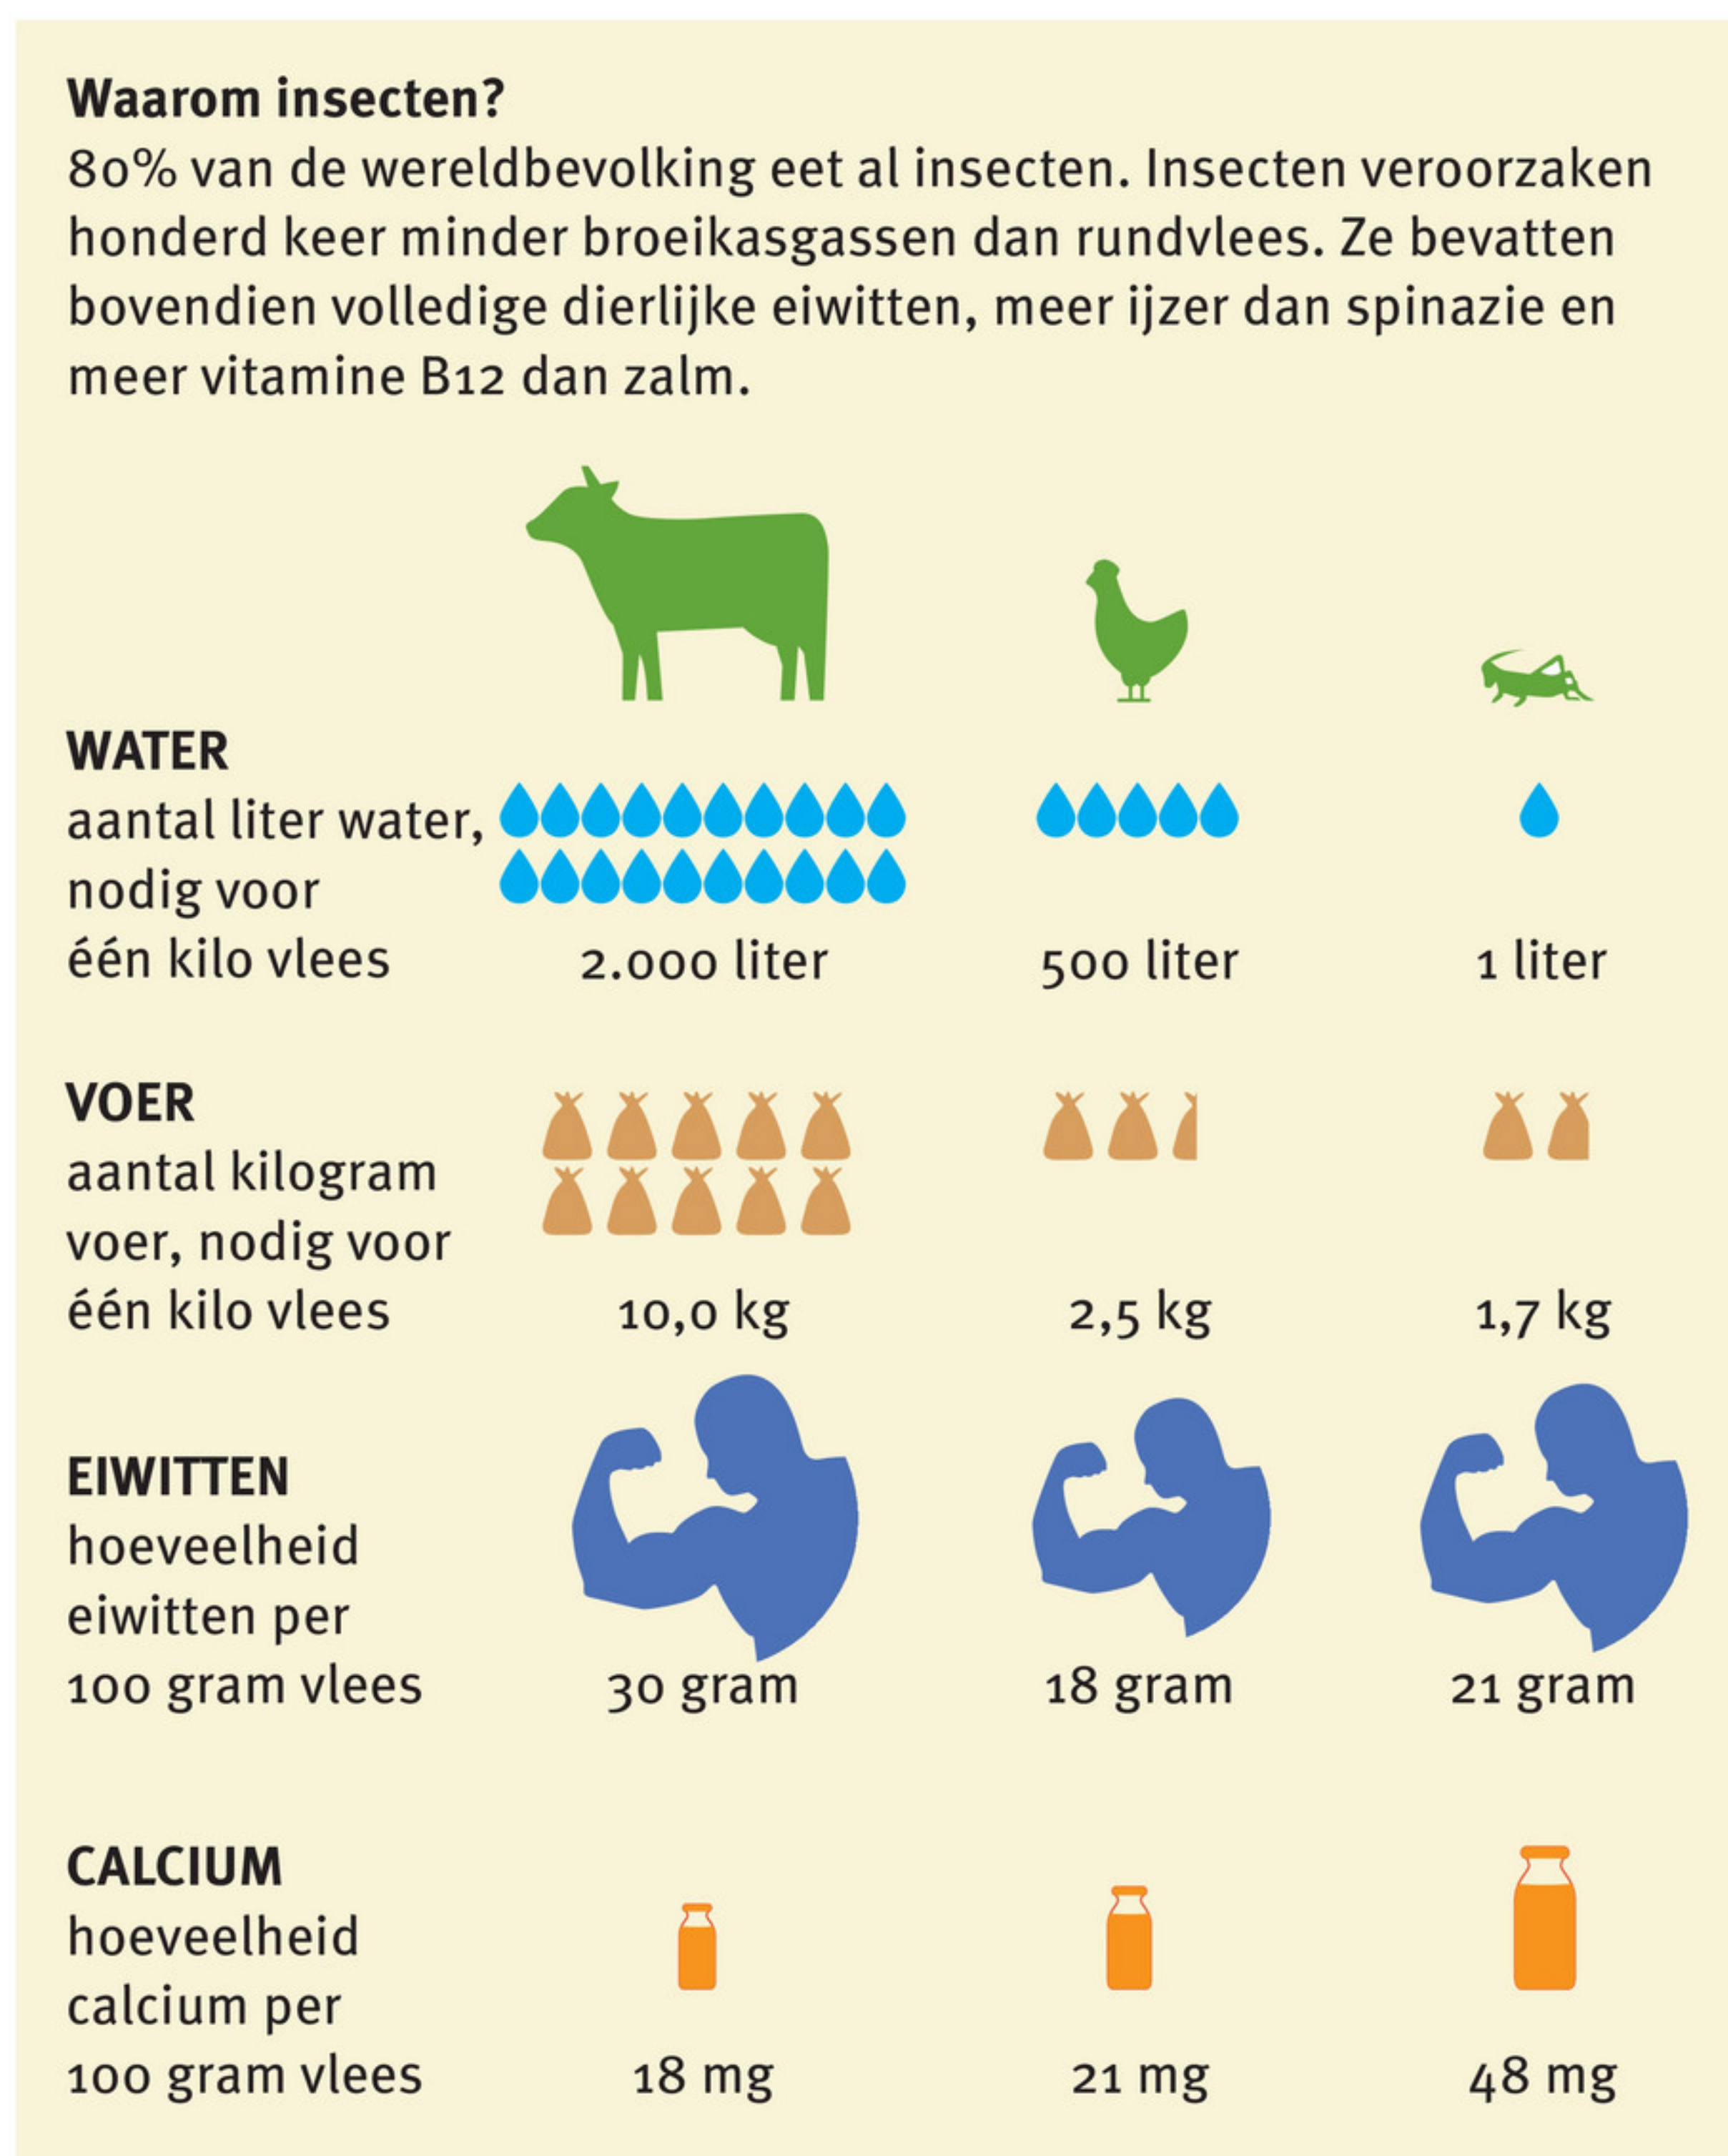 Waarom insecten?
80% van de wereldbevolking eet al insecten. Insecten veroorzaken
honderd keer minder broeikasgassen dan rundvlees. Ze bevatten
bovendien volledige dierlijke eiwitten, meer ijzer dan spinazie en
meer vitamine B12 dan zalm.
WATER
aantal liter water,
nodig voor
één kilo vlees
2.000 liter
500 liter
1 liter
VOER
aantal kilogram
voer, nodig voor
één kilo vlees
10,0 kg
2,5 kg
1,7 kg
EIWITTEN
hoeveelheid
eiwitten per
100 gram vlees
30 gram
18 gram
21 gram
CALCIUM
hoeveelheid
calcium per
100 gram vlees
18 mg
21 mg
48 mg